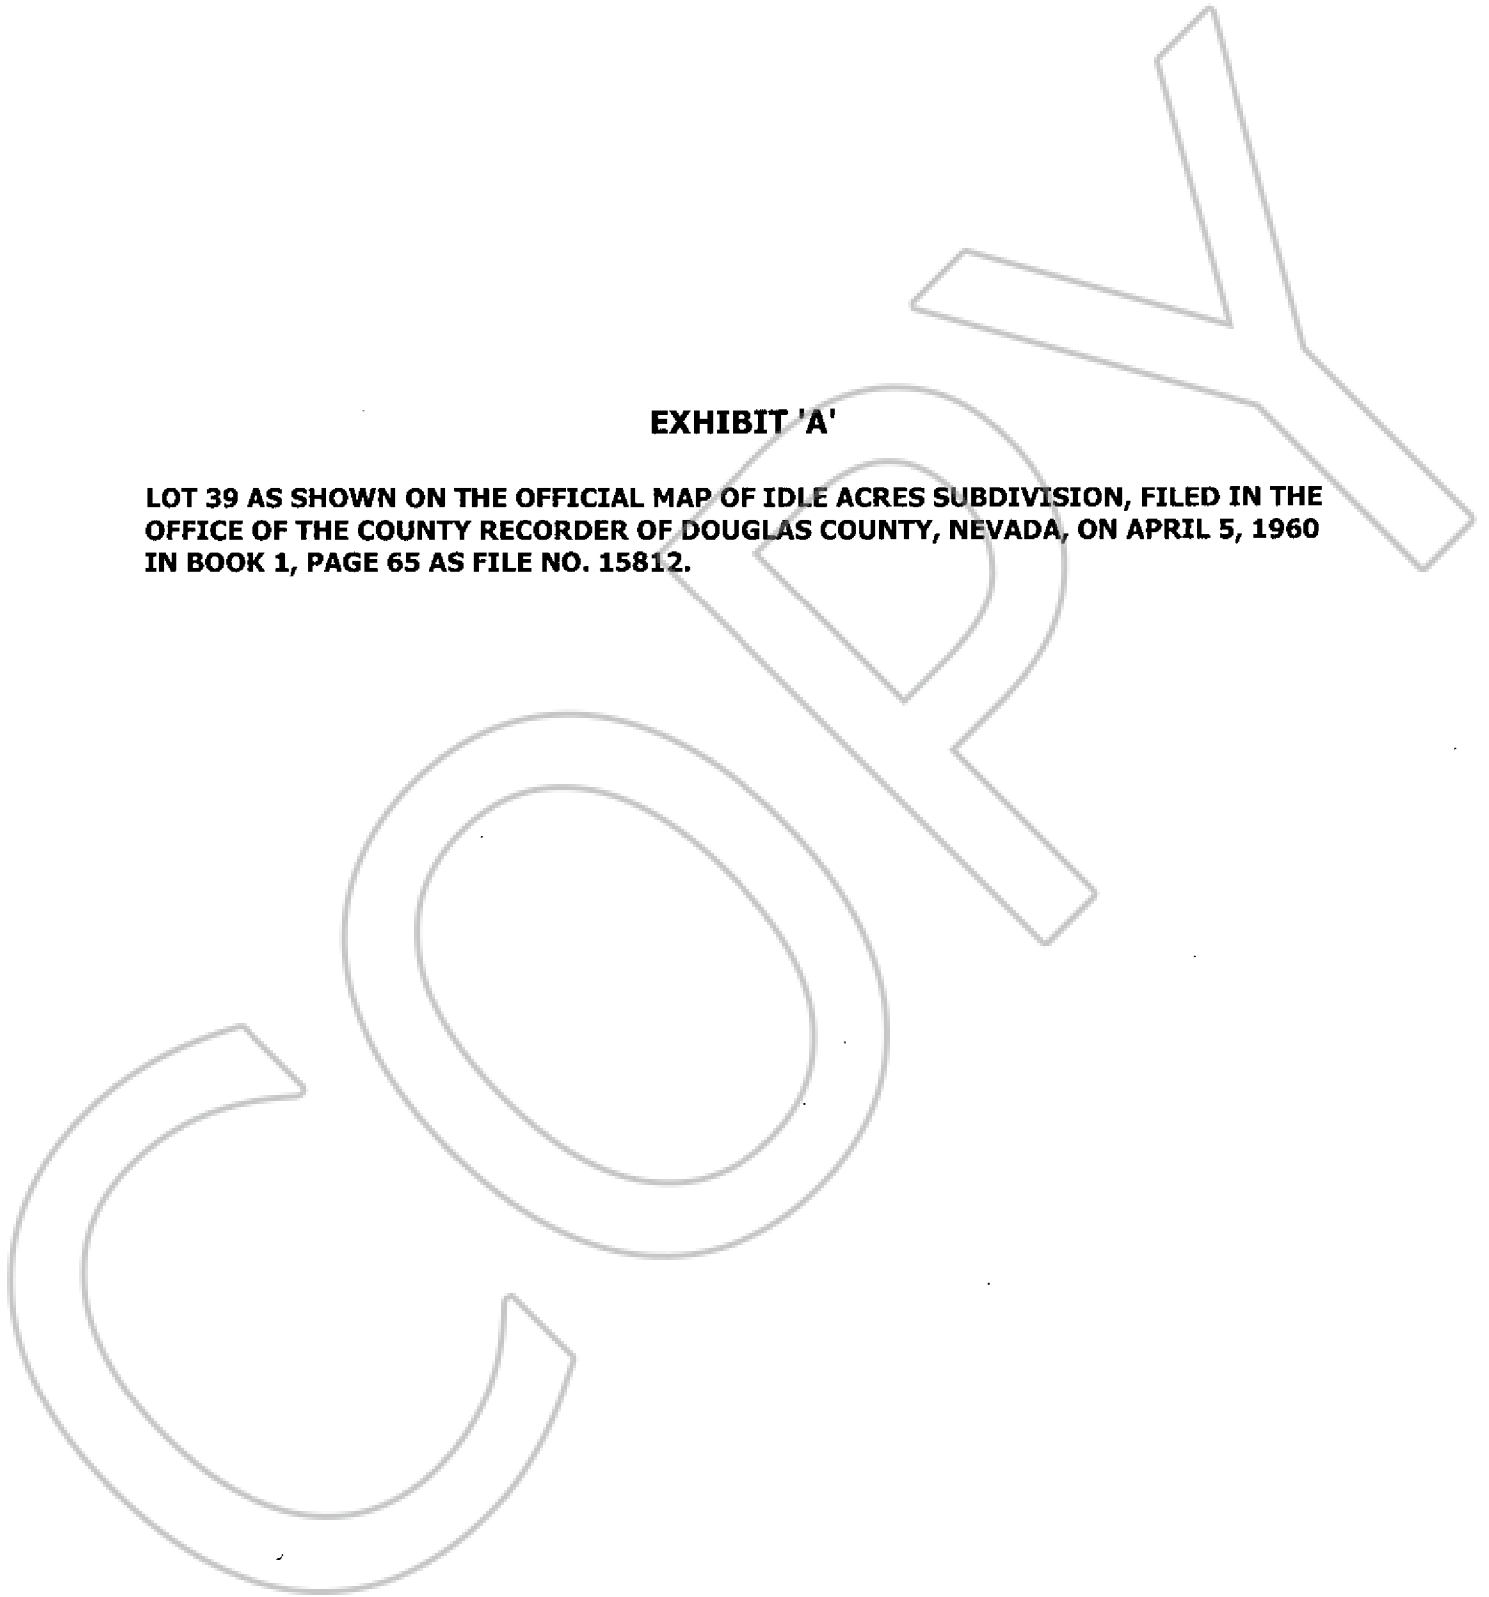 EXHIBIT 'A'
LOT 39 AS SHOWN ON THE OFFICIAL MAP OF IDLE ACRES SUBDIVISION, FILED IN THE
OFFICE OF THE COUNTY RECORDER OF DOUGLAS COUNTY, NEVADA, ON APRIL 5, 1960
IN BOOK 1, PAGE 65 AS FILE NO. 15812.
COPY